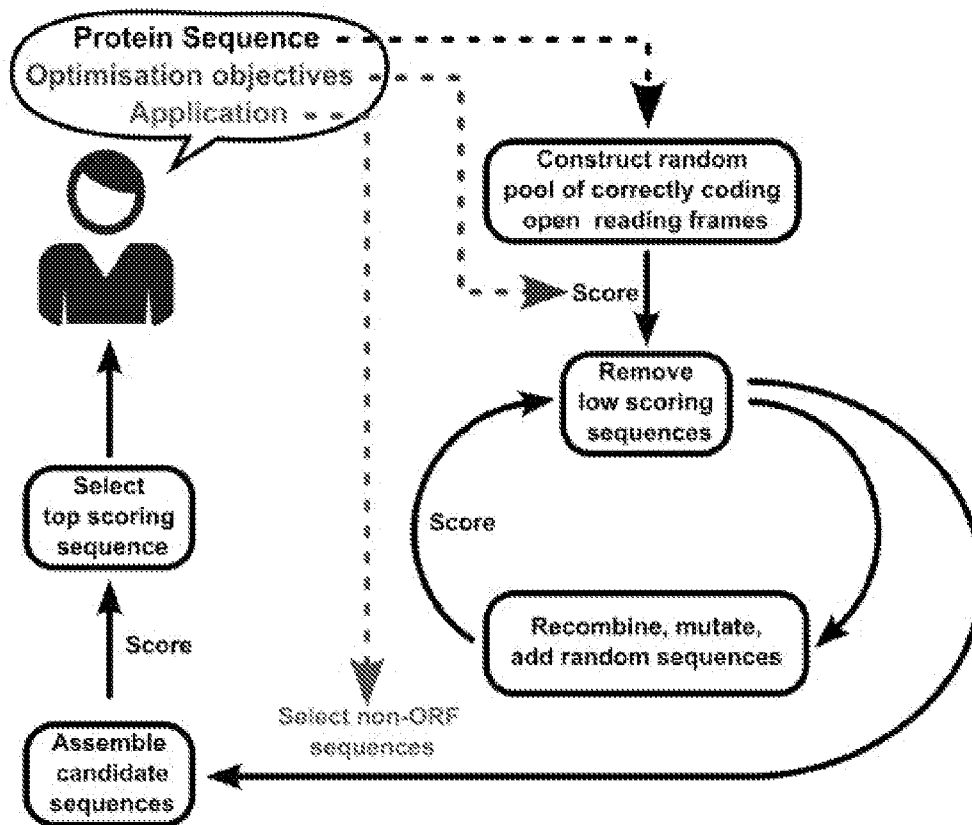 Protein Sequence
Optimisation objectives
Application
Construct random
pool of correctly coding
open reading frames
Score
Remove
low scoring
sequences
Select
top scoring
sequence
Score
Recombine, mutate,
add random sequences
Score
Select non-ORF
sequences
Assemble
candidate
sequences